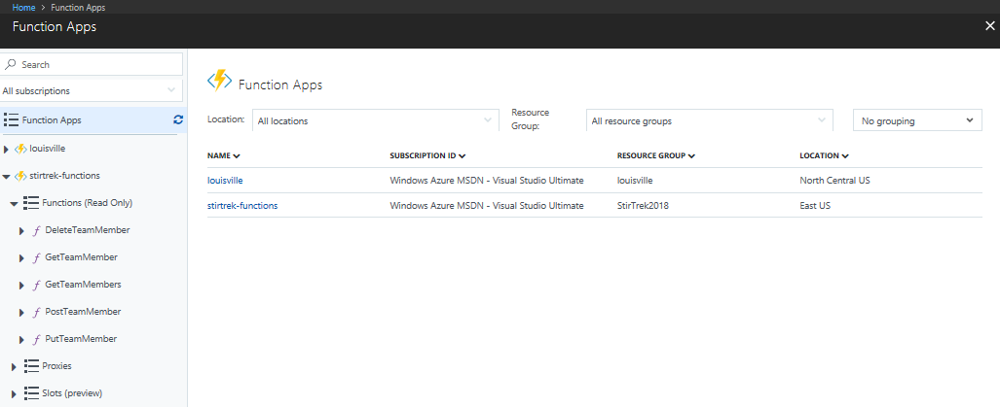 Home > Function Apps
Function Apps
Search
All subscriptions
Function Apps
louisville
stirtrek-functions
Functions (Read Only)
DeleteTeamMember
GetTeamMember
GetTeamMembers
PostTeamMember
PutTeamMember
Proxies
Slots (preview)
Function Apps
Location: All locations Resource Group: All resource groups No grouping
NAME SUBSCRIPTION ID RESOURCE GROUP LOCATION
louisville Windows Azure MSDN - Visual Studio Ultimate louisville North Central US
stirtrek-functions Windows Azure MSDN - Visual Studio Ultimate StirTrek2018 East US